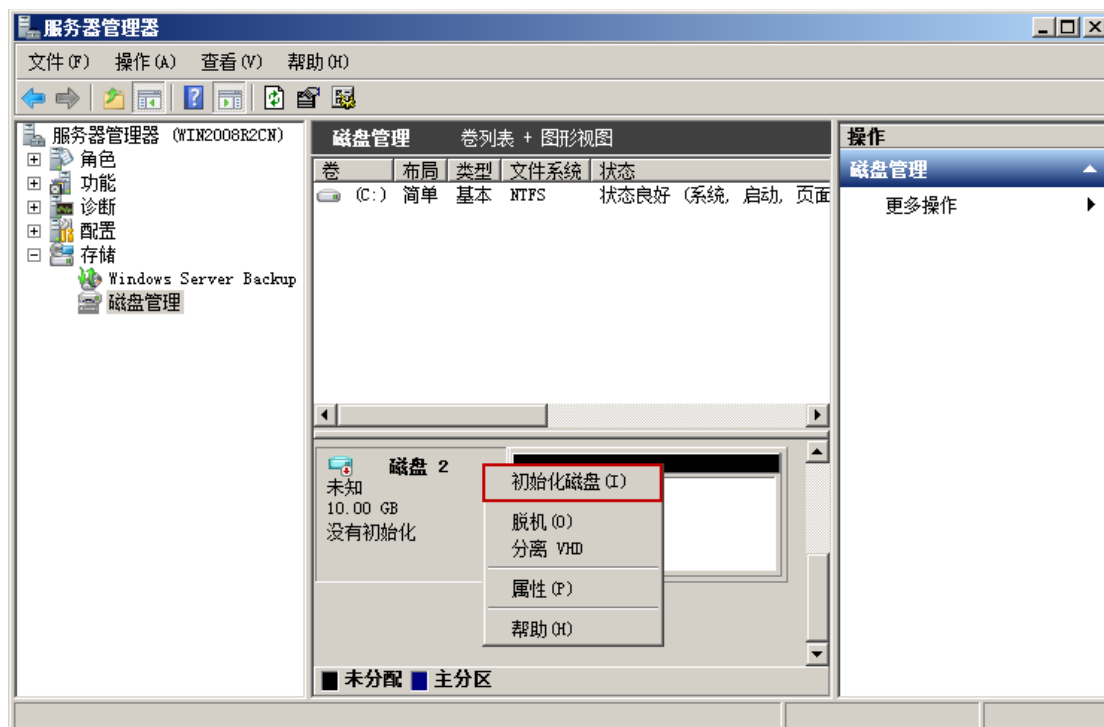 服务器管理器
文件(F) 操作(A) 查看(V) 帮助(H)
服务器管理器 (WIN2008R2CN)
角色
功能
诊断
配置
存储
Windows Server Backup
磁盘管理
磁盘管理 卷列表 + 图形视图
卷 布局 类型 文件系统 状态
(C:) 简单 基本 NTFS 状态良好 (系统, 启动, 页面
磁盘 2
未知
10.00 GB
没有初始化
初始化磁盘(I)
脱机(O)
分离 VHD
属性(P)
帮助(H)
未分配 主分区
操作
磁盘管理
更多操作